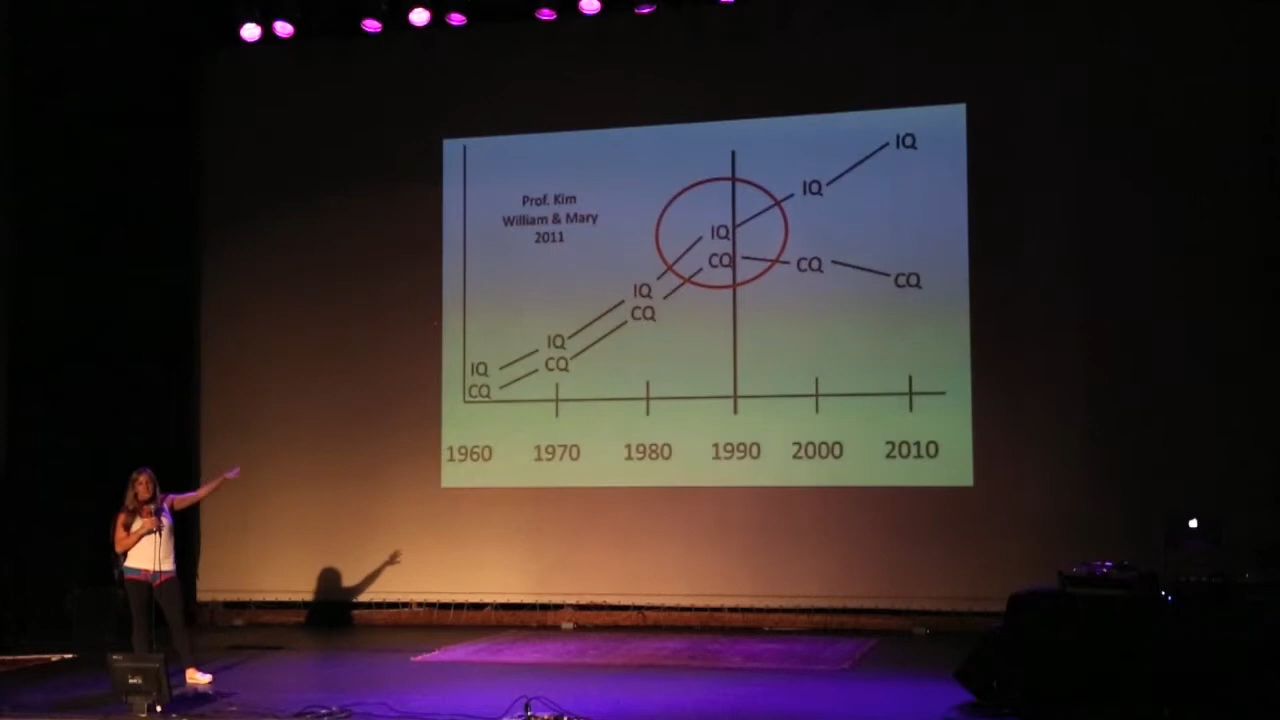 Prof. Kim
William & Mary
2011
IQ
IQ
IQ
CQ
CQ
CQ
IQ
CQ
IQ
CQ
IQ
CQ
1960 1970 1980 1990 2000 2010